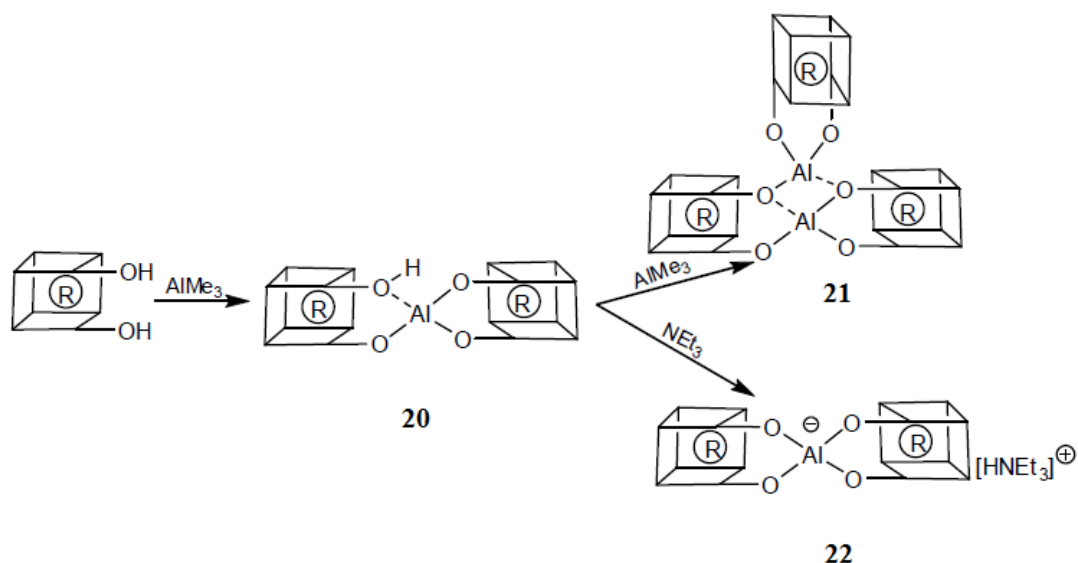 R
O O
Al
O O
R R
Al
O O
21
OH
R
OH
AlMe3
H
O O
R R
Al
O O
20
AlMe3
NEt3
O ⊖ O
R R
Al
O O
[HNEt3]⊕
22